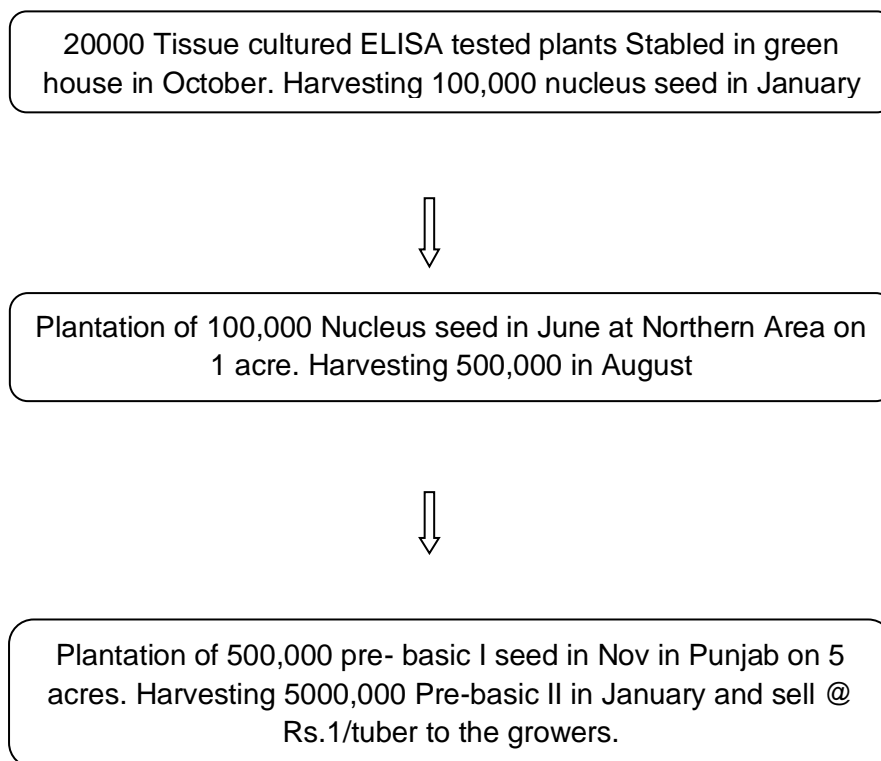 20000 Tissue cultured ELISA tested plants Stabled in green
house in October. Harvesting 100,000 nucleus seed in January
Plantation of 100,000 Nucleus seed in June at Northern Area on
1 acre. Harvesting 500,000 in August
Plantation of 500,000 pre- basic I seed in Nov in Punjab on 5
acres. Harvesting 5000,000 Pre-basic II in January and sell @
Rs.1/tuber to the growers.